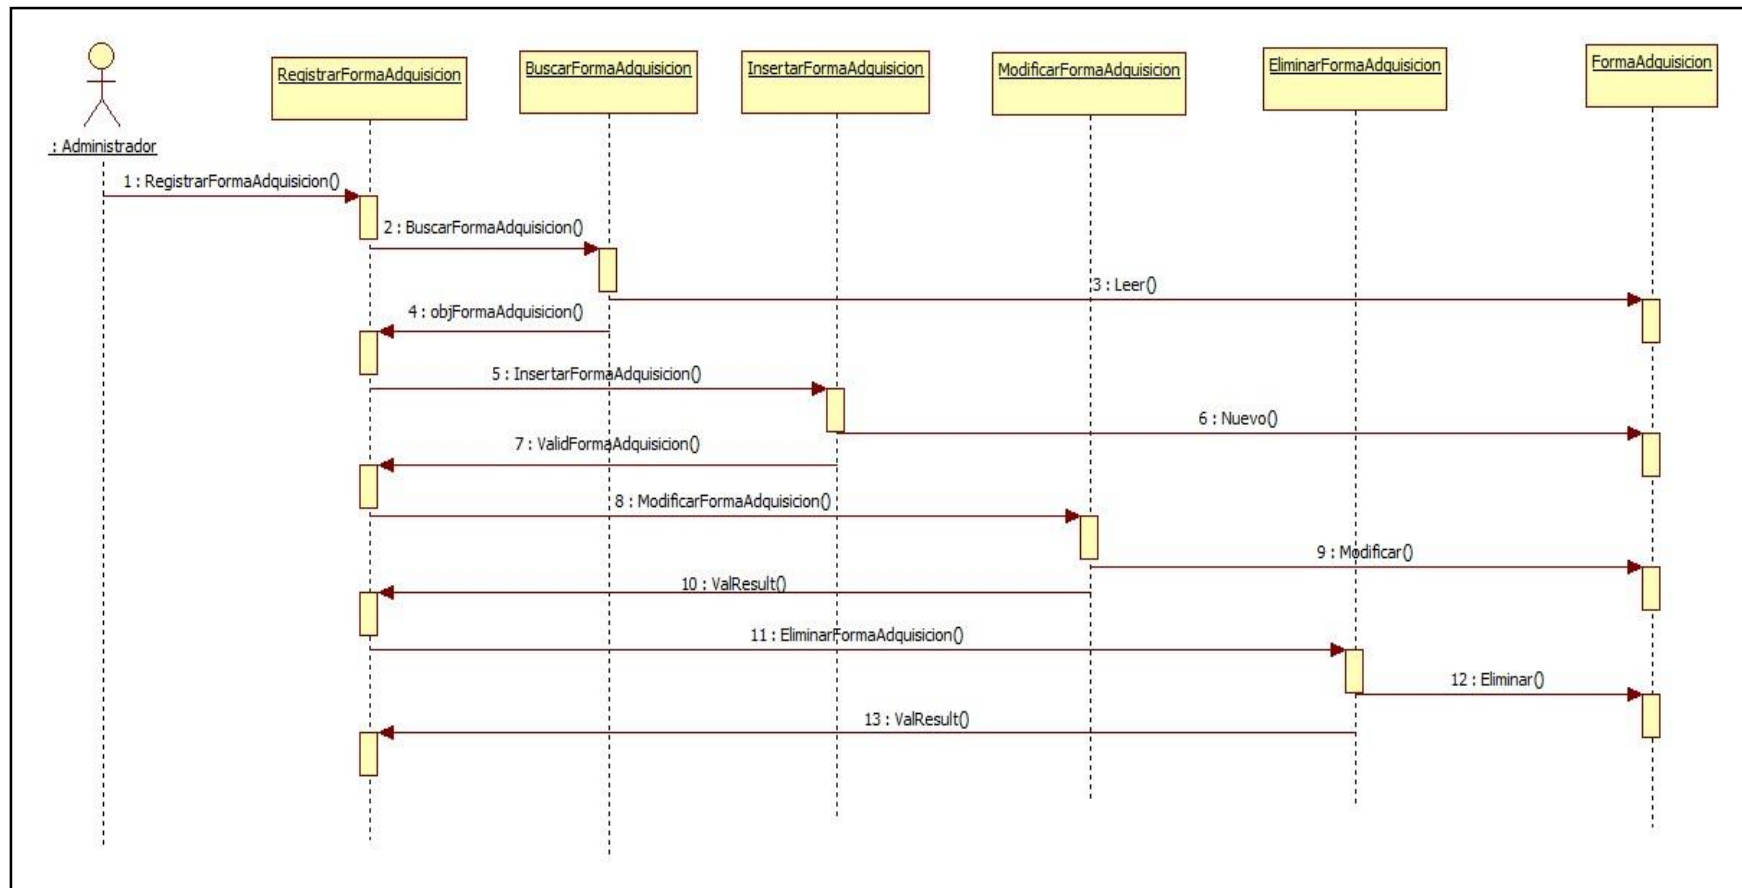 RegistrarFormaAdquisicion
BuscarFormaAdquisicion
InsertarFormaAdquisicion
ModificarFormaAdquisicion
EliminarFormaAdquisicion
FormaAdquisicion
: Administrador
1 : RegistrarFormaAdquisicion()
2 : BuscarFormaAdquisicion()
3 : Leer()
4 : objFormaAdquisicion()
5 : InsertarFormaAdquisicion()
6 : Nuevo()
7 : ValidFormaAdquisicion()
8 : ModificarFormaAdquisicion()
9 : Modificar()
10 : ValResult()
11 : EliminarFormaAdquisicion()
12 : Eliminar()
13 : ValResult()